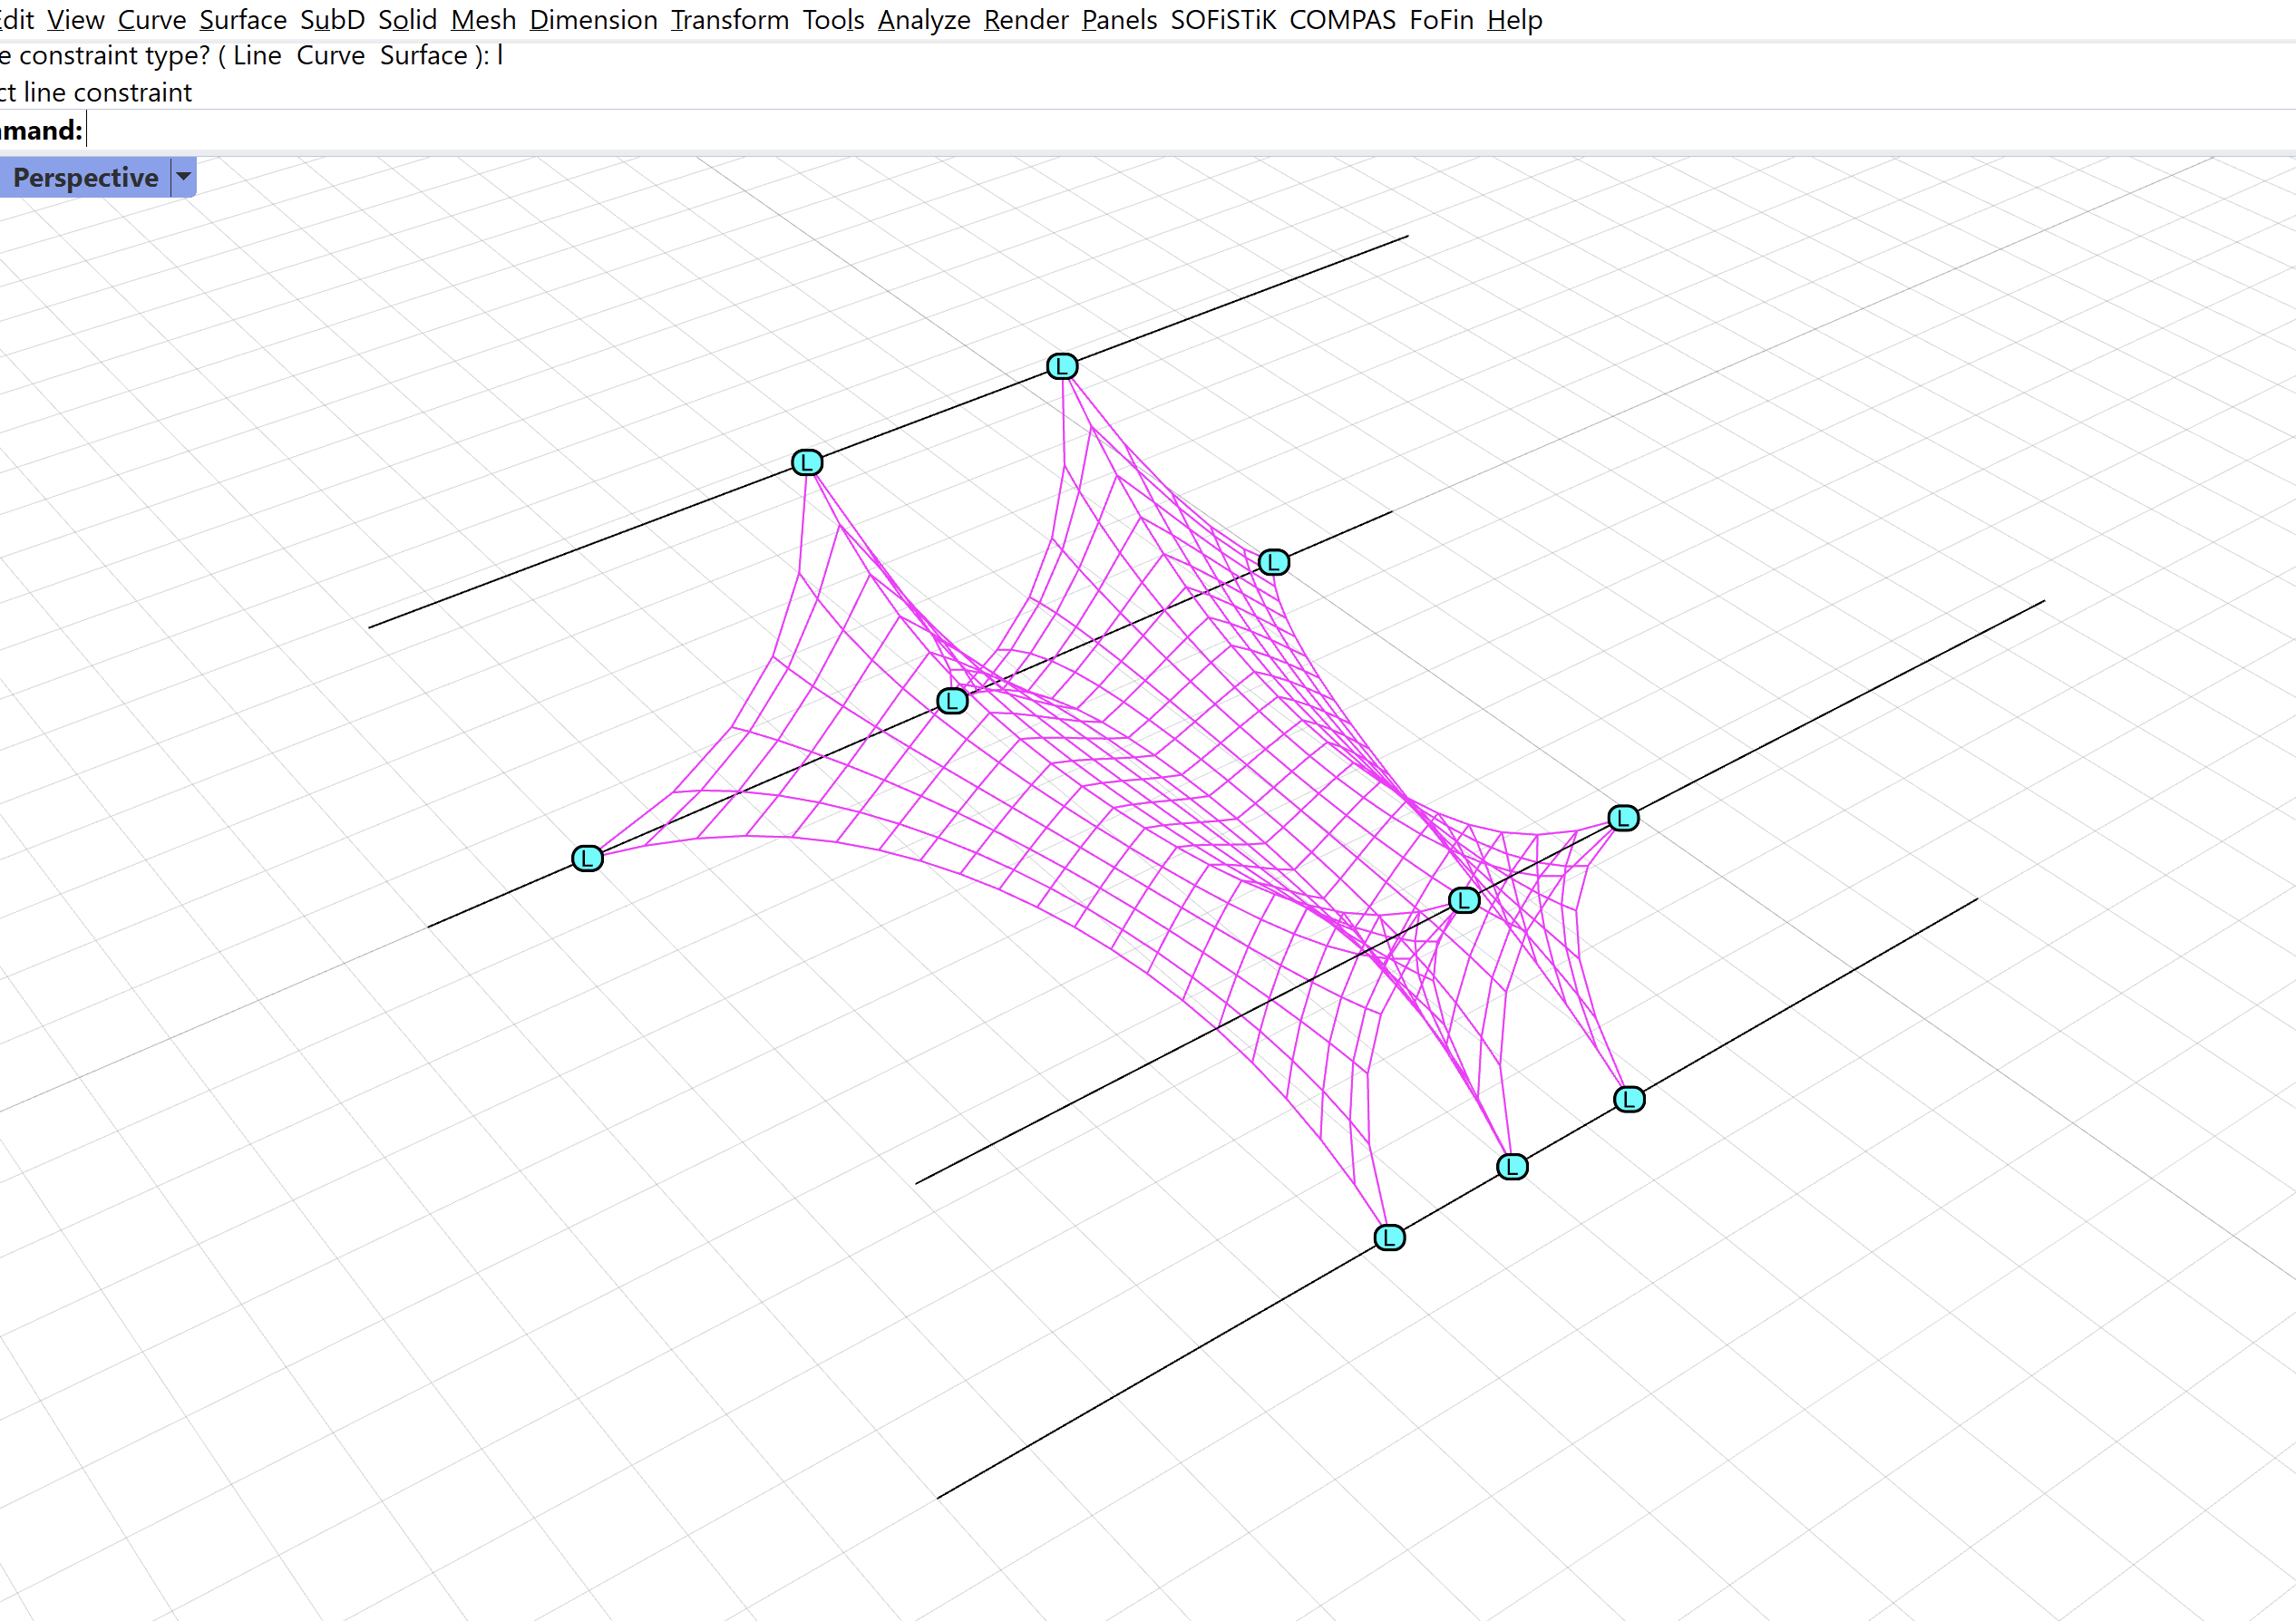 Edit View Curve Surface SubD Solid Mesh Dimension Transform Tools Analyze Render Panels SOFiSTiK COMPAS FoFin Help
e constraint type? ( Line Curve Surface ): l
ct line constraint
mmand:
Perspective
L
L
L
L
L
L
L
L
L
L